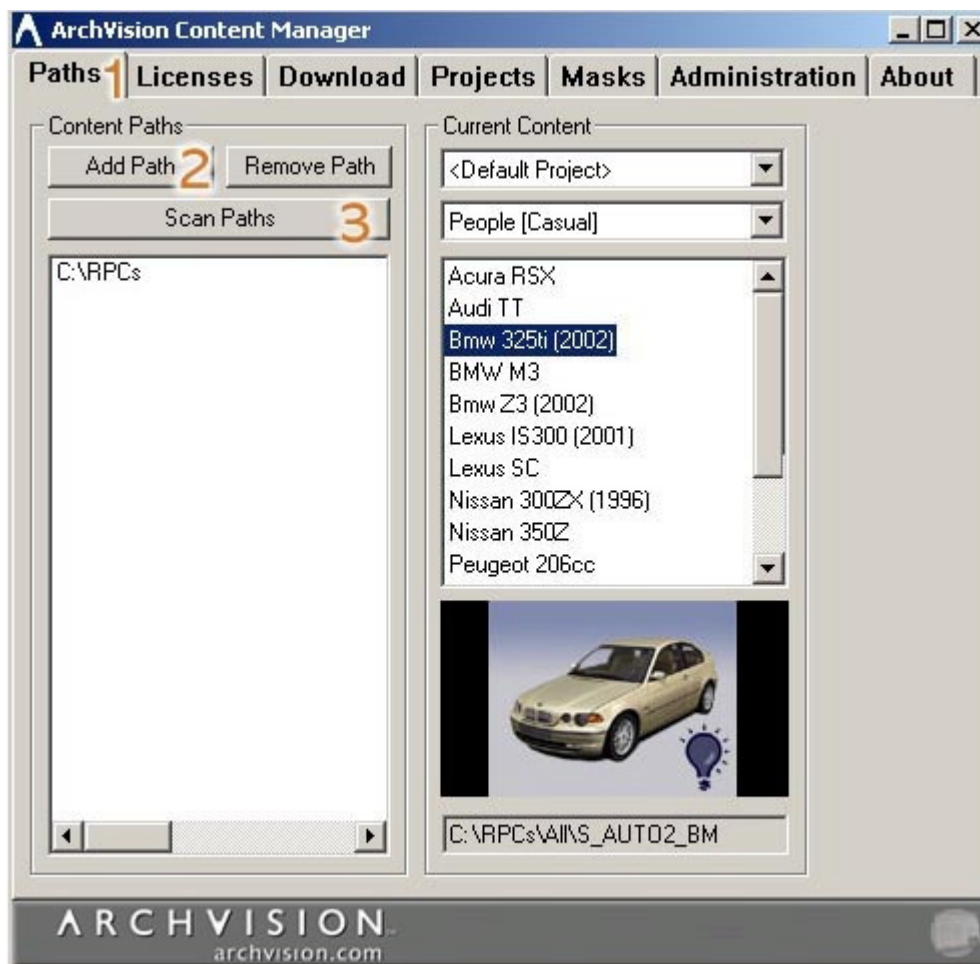 ArchVision Content Manager
Paths 1 Licenses Download Projects Masks Administration About
Content Paths
Add Path 2 Remove Path
Scan Paths 3
C:\RPCs
Current Content
<Default Project>
People [Casual]
Acura RSX
Audi TT
Bmw 325ti (2002)
BMW M3
Bmw Z3 (2002)
Lexus IS300 (2001)
Lexus SC
Nissan 300ZX (1996)
Nissan 350Z
Peugeot 206cc
C:\RPCs\All\S_AUTO2_BM
ARCHVISION
archvision.com